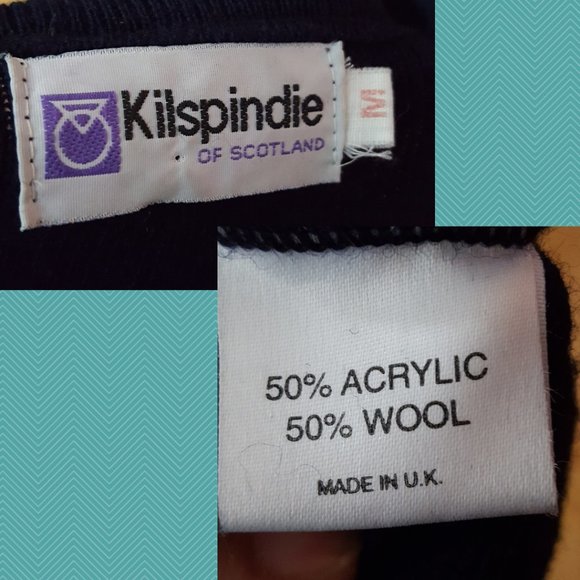 Kilspindie
OF SCOTLAND
M
50% ACRYLIC
50% WOOL
MADE IN U.K.